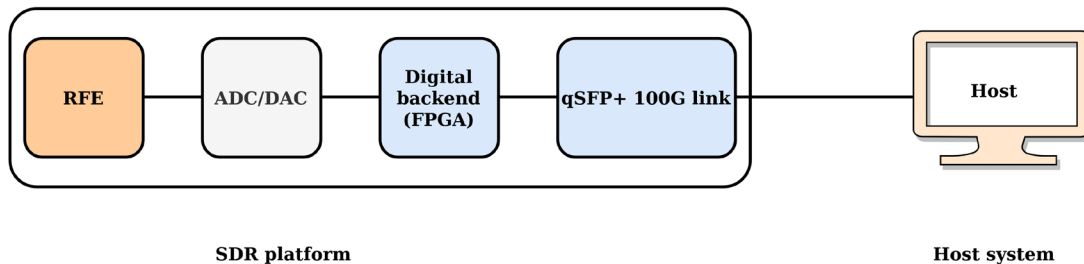 RFE
ADC/DAC
Digital
backend
(FPGA)
qSFP+ 100G link
Host
SDR platform
Host system